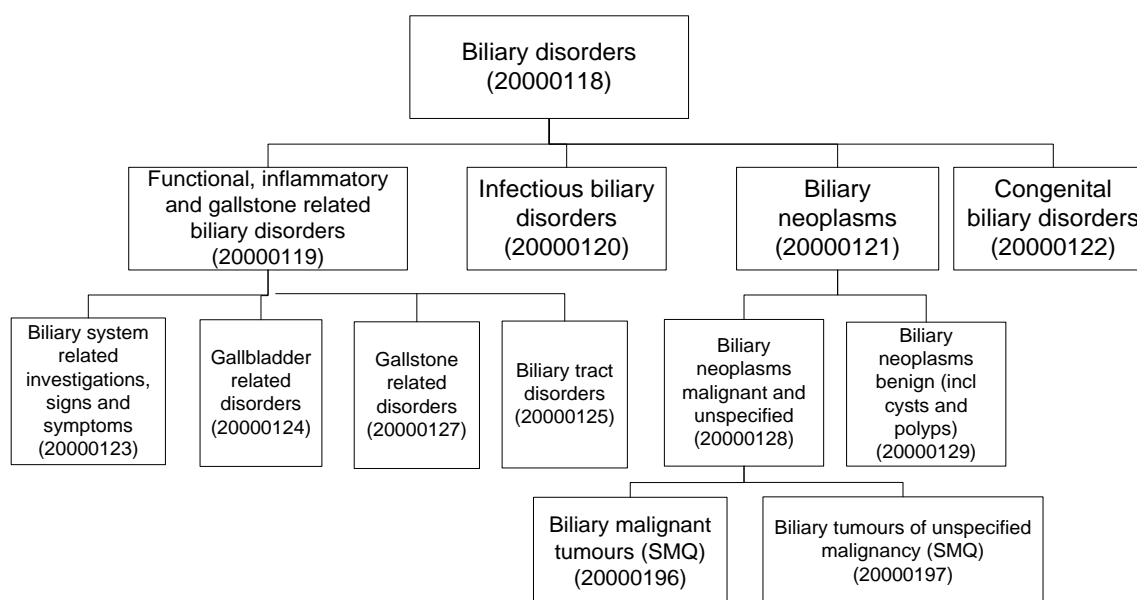 Biliary disorders
(20000118)
Functional, inflammatory
and gallstone related
biliary disorders
(20000119)
Infectious biliary
disorders
(20000120)
Biliary
neoplasms
(20000121)
Congenital
biliary disorders
(20000122)
Biliary system
related
investigations,
signs and
symptoms
(20000123)
Gallbladder
related
disorders
(20000124)
Gallstone
related
disorders
(20000127)
Biliary tract
disorders
(20000125)
Biliary
neoplasms
malignant and
unspecified
(20000128)
Biliary
neoplasms
benign (incl
cysts and
polyps)
(20000129)
Biliary malignant
tumours (SMQ)
(20000196)
Biliary tumours of unspecified
malignancy (SMQ)
(20000197)